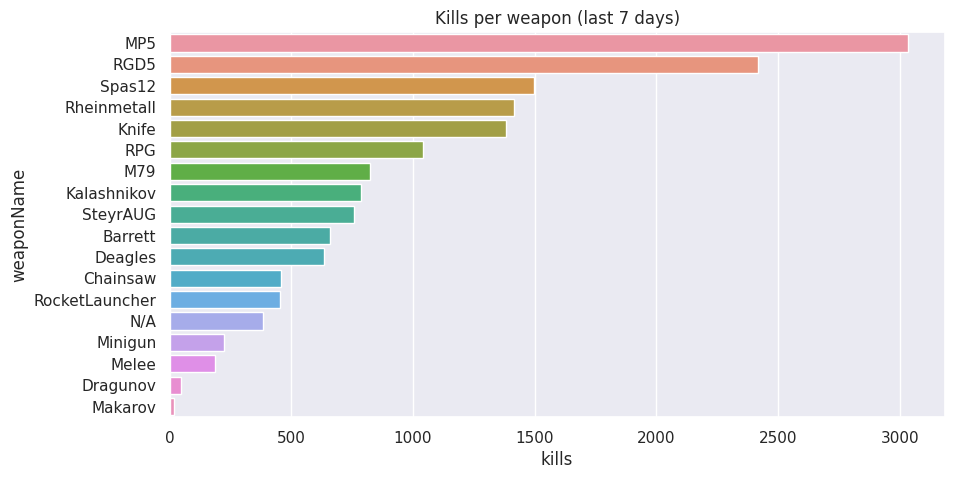 Kills per weapon (last 7 days)
weaponName
MP5
RGD5
Spas12
Rheinmetall
Knife
RPG
M79
Kalashnikov
SteyrAUG
Barrett
Deagles
Chainsaw
RocketLauncher
N/A
Minigun
Melee
Dragunov
Makarov
0 500 1000 1500 2000 2500 3000
kills